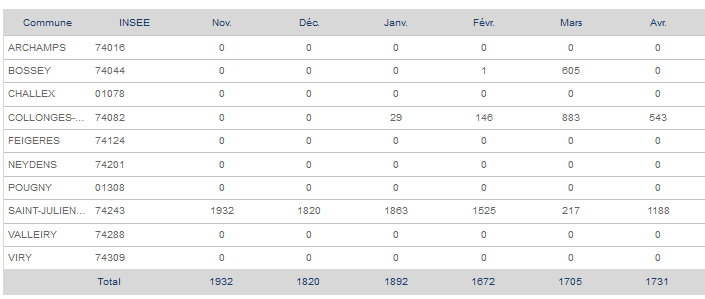 Commune INSEE Nov. Déc. Janv. Févr. Mars Avr.
ARCHAMPS 74016 0 0 0 0 0 0
BOSSEY 74044 0 0 0 1 605 0
CHALLEX 01078 0 0 0 0 0 0
COLLONGES-... 74082 0 0 29 146 883 543
FEIGERES 74124 0 0 0 0 0 0
NEYDENS 74201 0 0 0 0 0 0
POUGNY 01308 0 0 0 0 0 0
SAINT-JULIEN... 74243 1932 1820 1863 1525 217 1188
VALLEIRY 74288 0 0 0 0 0 0
VIRY 74309 0 0 0 0 0 0
Total 1932 1820 1892 1672 1705 1731